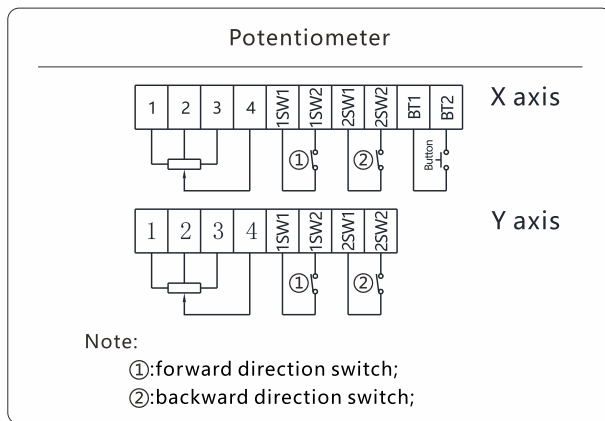 Potentiometer
1 2 3 4 1SW1 1SW2 2SW1 2SW2 BT1 BT2 X axis
① ② Button
1 2 3 4 1SW1 1SW2 2SW1 2SW2 Y axis
① ②
Note:
①:forward direction switch;
②:backward direction switch;